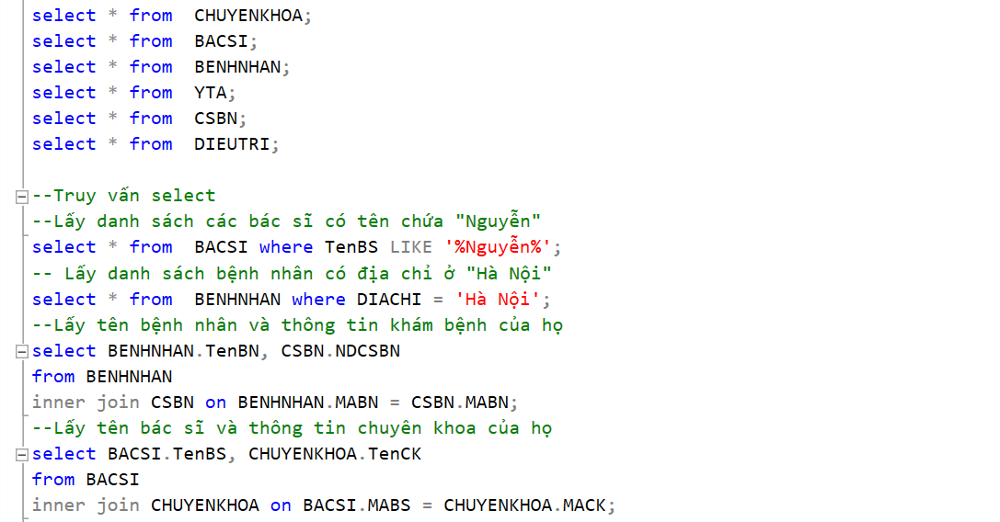 select * from  CHUYENKHOA;
select * from  BACSI;
select * from  BENHNHAN;
select * from  YTA;
select * from  CSBN;
select * from  DIEUTRI;
--Truy vấn select
--Lấy danh sách các bác sĩ có tên chứa "Nguyễn"
select * from  BACSI where TenBS LIKE '%Nguyễn%';
-- Lấy danh sách bệnh nhân có địa chỉ ở "Hà Nội"
select * from  BENHNHAN where DIACHI = 'Hà Nội';
--Lấy tên bệnh nhân và thông tin khám bệnh của họ
select BENHNHAN.TenBN, CSBN.NDCSBN
from BENHNHAN
inner join CSBN on BENHNHAN.MABN = CSBN.MABN;
--Lấy tên bác sĩ và thông tin chuyên khoa của họ
select BACSI.TenBS, CHUYENKHOA.TenCK
from BACSI
inner join CHUYENKHOA on BACSI.MABS = CHUYENKHOA.MACK;